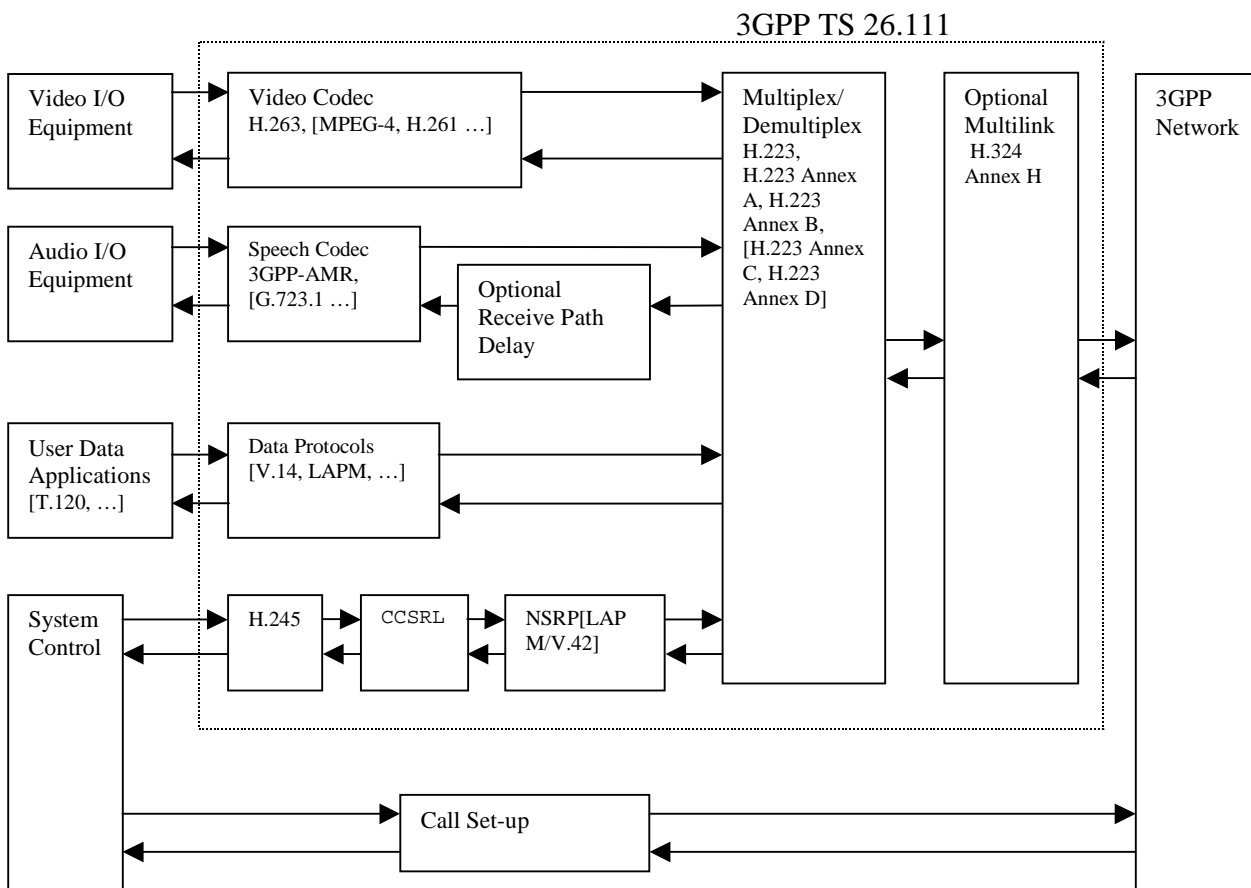 3GPP TS 26.111
Video I/O
Equipment
Video Codec
H.263, [MPEG-4, H.261 …]
Multiplex/
Demultiplex
H.223,
H.223 Annex
A, H.223
Annex B,
[H.223 Annex
C, H.223
Annex D]
Optional
Multilink
H.324
Annex H
3GPP
Network
Audio I/O
Equipment
Speech Codec
3GPP-AMR,
[G.723.1 …]
Optional
Receive Path
Delay
User Data
Applications
[T.120, …]
Data Protocols
[V.14, LAPM, …]
System
Control
H.245
CCSRL
NSRP[LAP
M/V.42]
Call Set-up